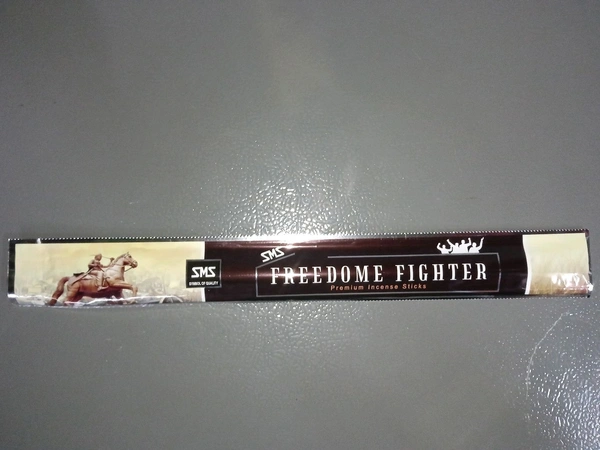 SMS
SYMBOL OF QUALITY
SMS
FREEDOME FIGHTER
Premium Incense Sticks